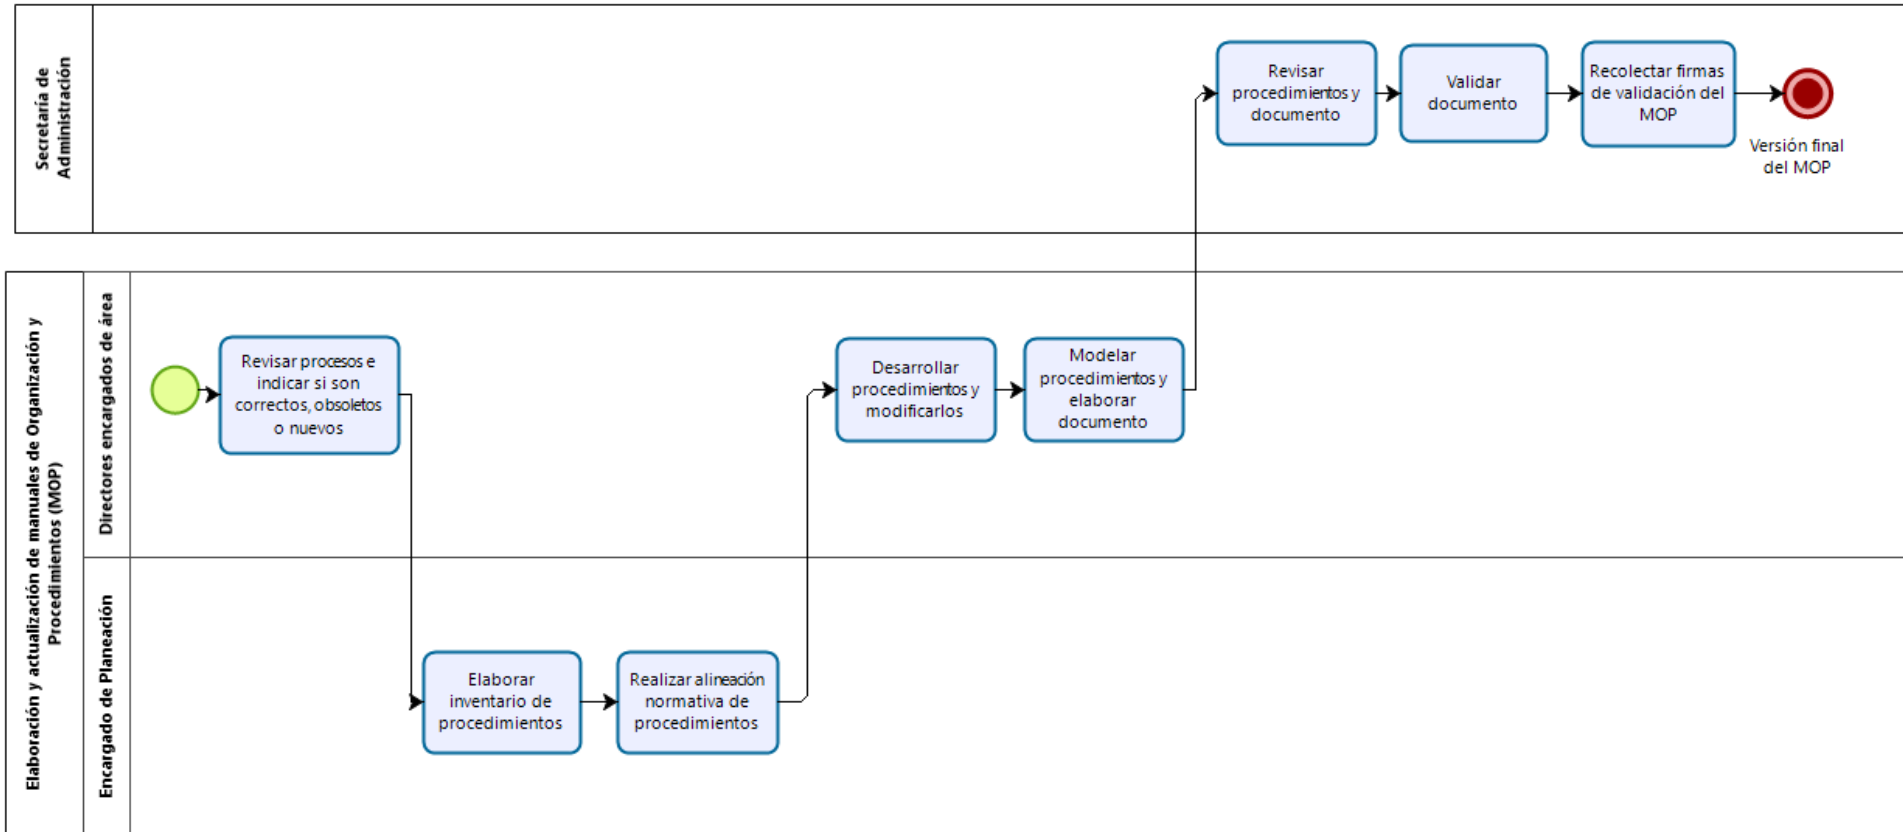 Secretaría de
Administración
Revisar
procedimientos y
documento
Validar
documento
Recolectar firmas
de validación del
MOP
Versión final
del MOP
Elaboración y actualización de manuales de Organización y
Procedimientos (MOP)
Directores encargados de área
Revisar procesos e
indicar si son
correctos, obsoletos
o nuevos
Desarrollar
procedimientos y
modificarlos
Modelar
procedimientos y
elaborar
documento
Encargado de Planeación
Elaborar
inventario de
procedimientos
Realizar alineación
normativa de
procedimientos